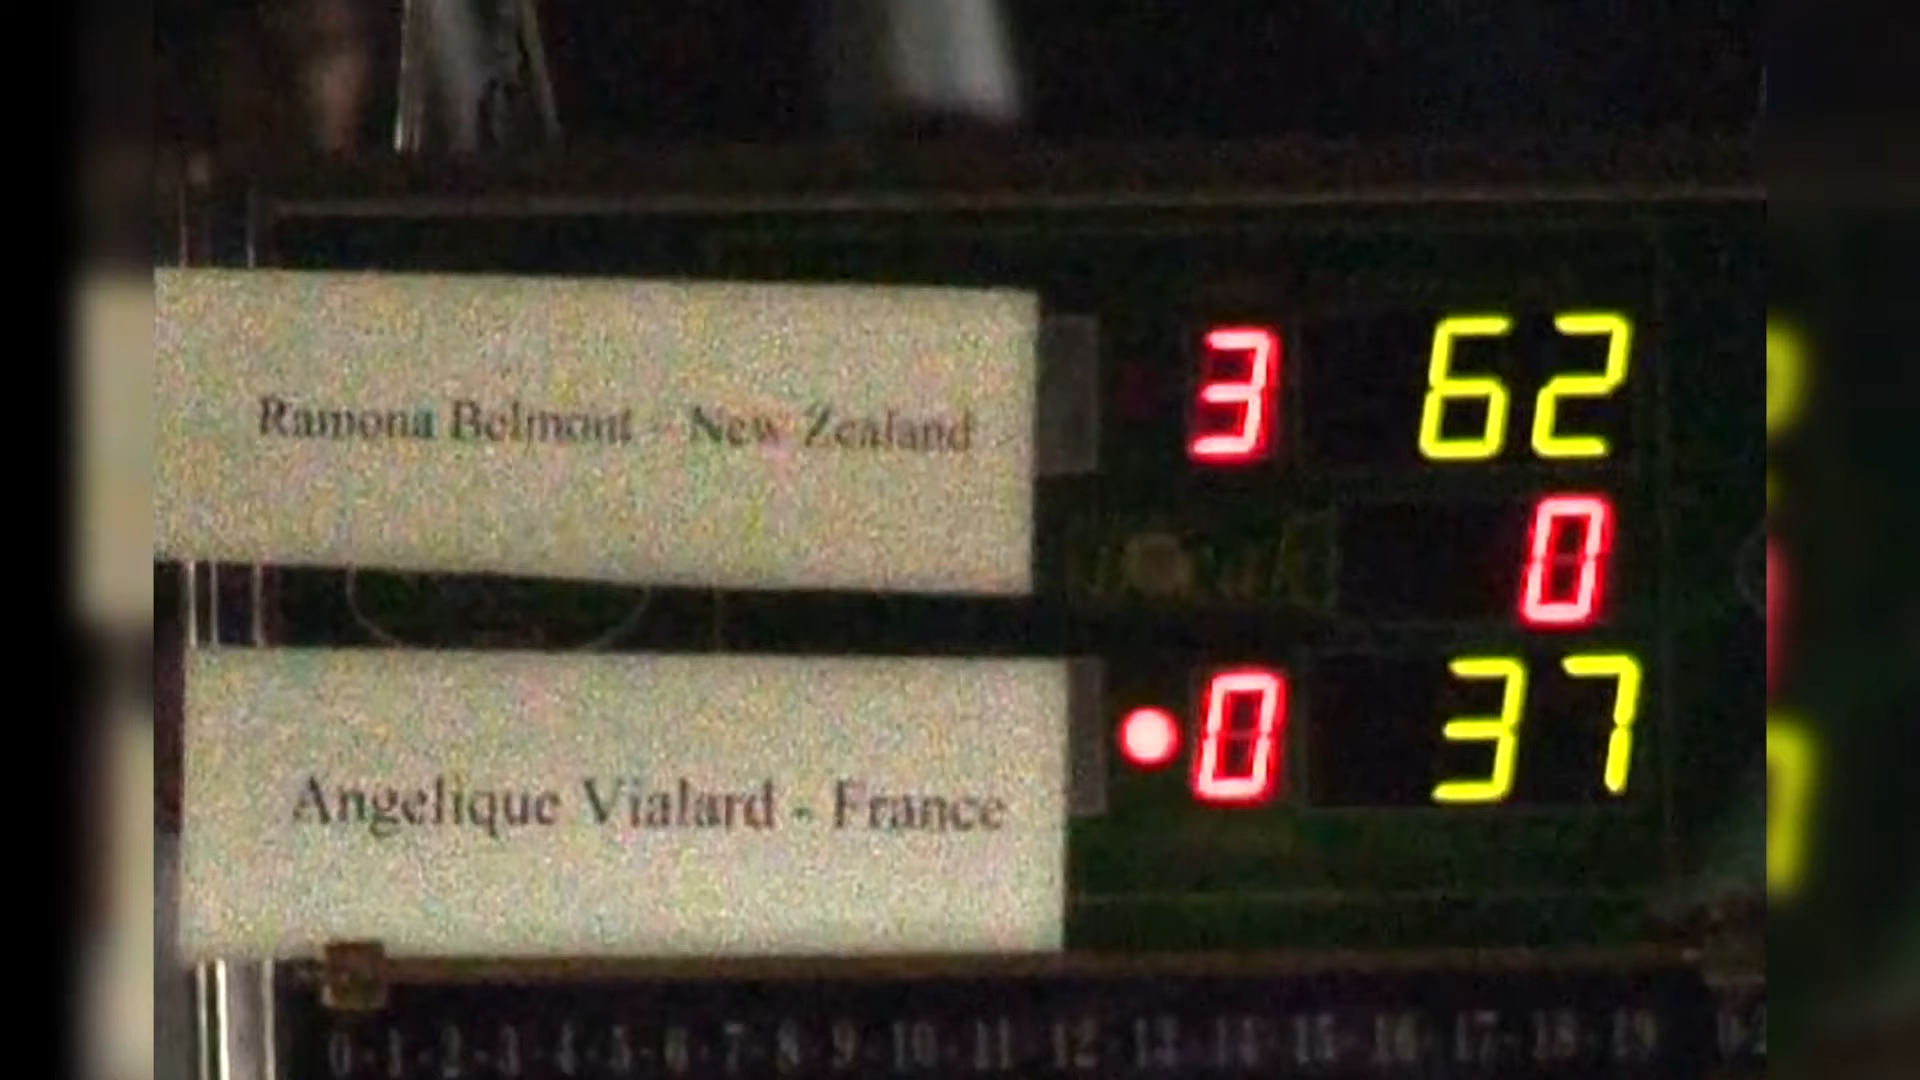 Ramona Belmont - New Zealand 3 62
0
Angelique Vialard - France 0 37
0-1-2-3-4-5-6-7-8-9-10-11-12-13-14-15-16-17-18-19